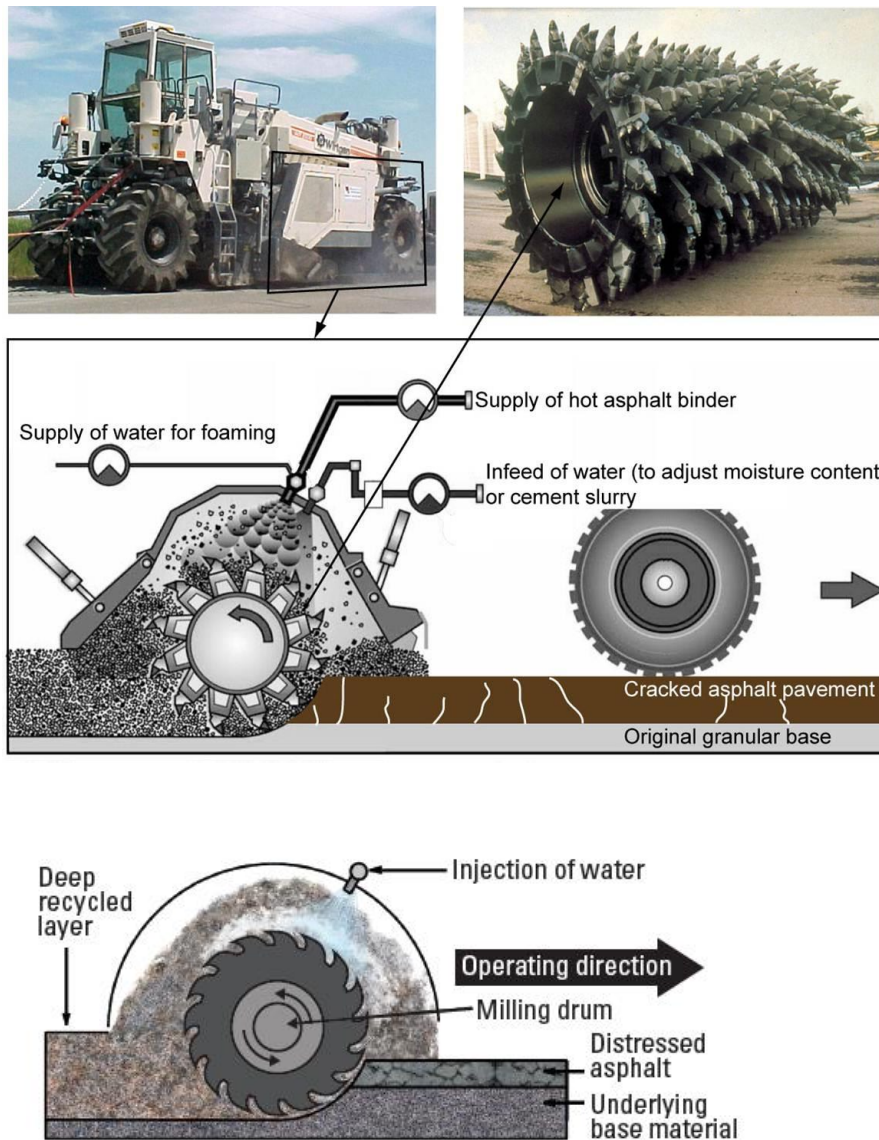 Wirtgen
Supply of hot asphalt binder
Supply of water for foaming
Infeed of water (to adjust moisture content
or cement slurry
Cracked asphalt pavement
Original granular base
Injection of water
Deep
recycled
layer
Operating direction
Milling drum
Distressed
asphalt
Underlying
base material